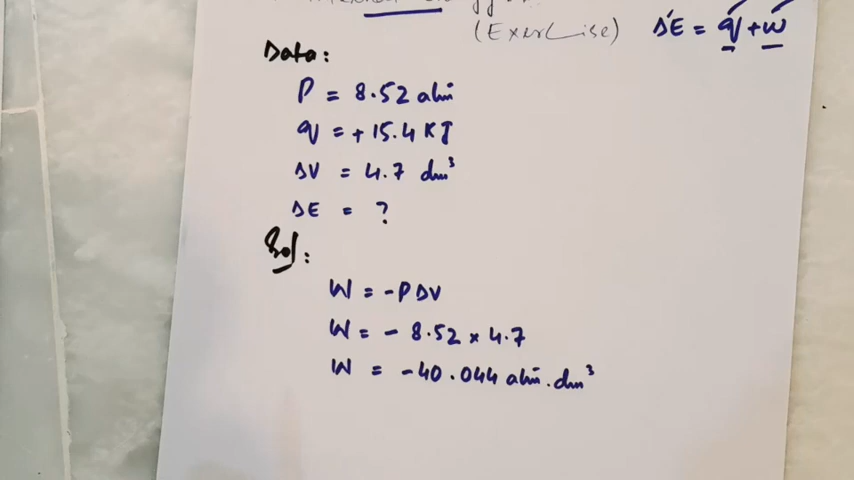 (Exercise) ΔE = q + w
Data:
P = 8.52 atm
q = +15.4 KJ
ΔV = 4.7 dm³
ΔE = ?
Sol:
W = -PΔV
W = - 8.52 × 4.7
W = -40.044 atm.dm³